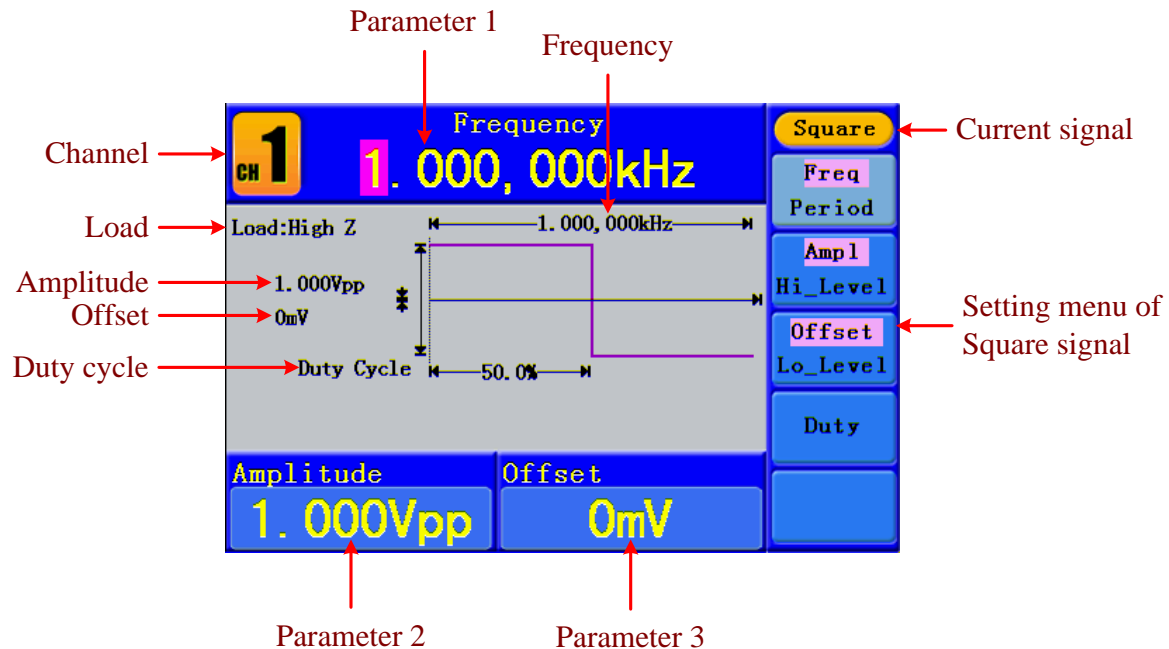 Parameter 1
Frequency
Channel
CH 1
Frequency
1.000,000kHz
Square
Current signal
Freq
Period
Load
Load:High Z
1.000,000kHz
Ampl
Hi_Level
Amplitude
1.000Vpp
Offset
0mV
Offset
Lo_Level
Setting menu of
Square signal
Duty cycle
Duty Cycle
50.0%
Duty
Amplitude
1.000Vpp
Offset
0mV
Parameter 2
Parameter 3